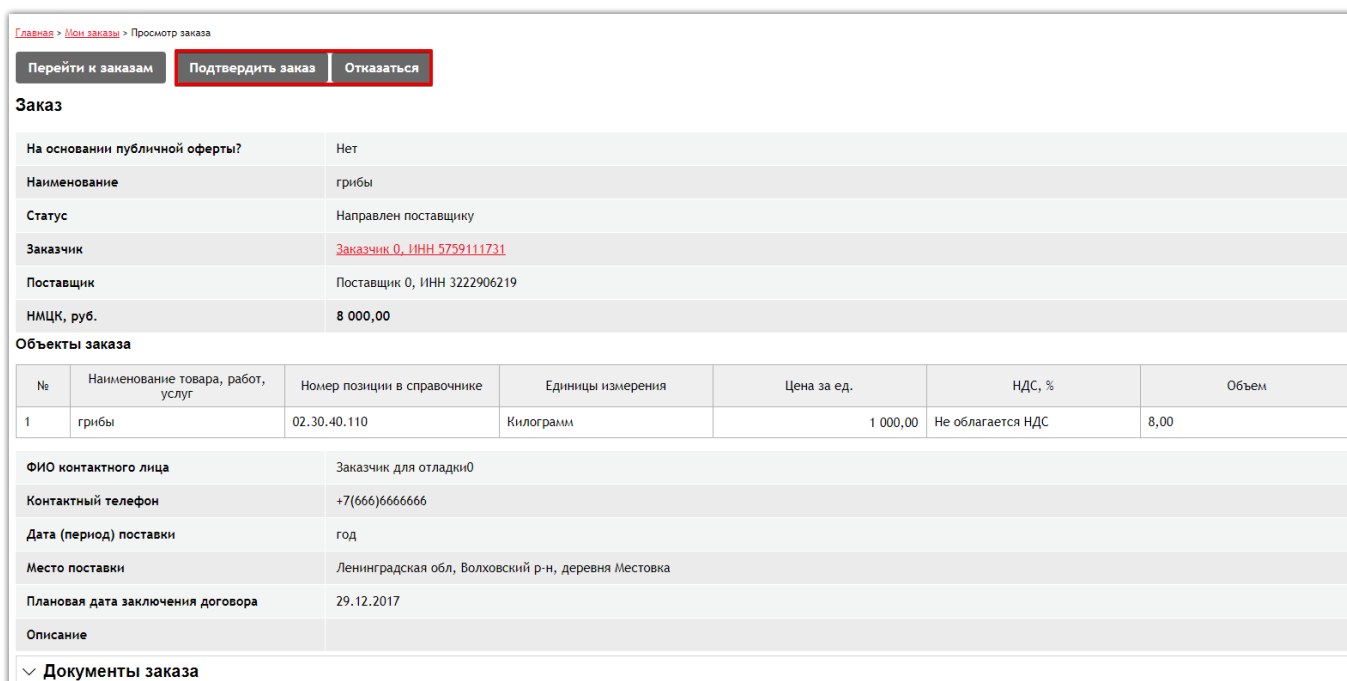 Главная > Мои заказы > Просмотр заказа
Перейти к заказам Подтвердить заказ Отказаться
Заказ
На основании публичной оферты? Нет
Наименование грибы
Статус Направлен поставщику
Заказчик Заказчик 0, ИНН 5759111731
Поставщик Поставщик 0, ИНН 3222906219
НМЦК, руб. 8 000,00
Объекты заказа
№ Наименование товара, работ, услуг Номер позиции в справочнике Единицы измерения Цена за ед. НДС, % Объем
1 грибы 02.30.40.110 Килограмм 1 000,00 Не облагается НДС 8,00
ФИО контактного лица Заказчик для отладки0
Контактный телефон +7(666)6666666
Дата (период) поставки год
Место поставки Ленинградская обл, Волховский р-н, деревня Местовка
Плановая дата заключения договора 29.12.2017
Описание
Документы заказа